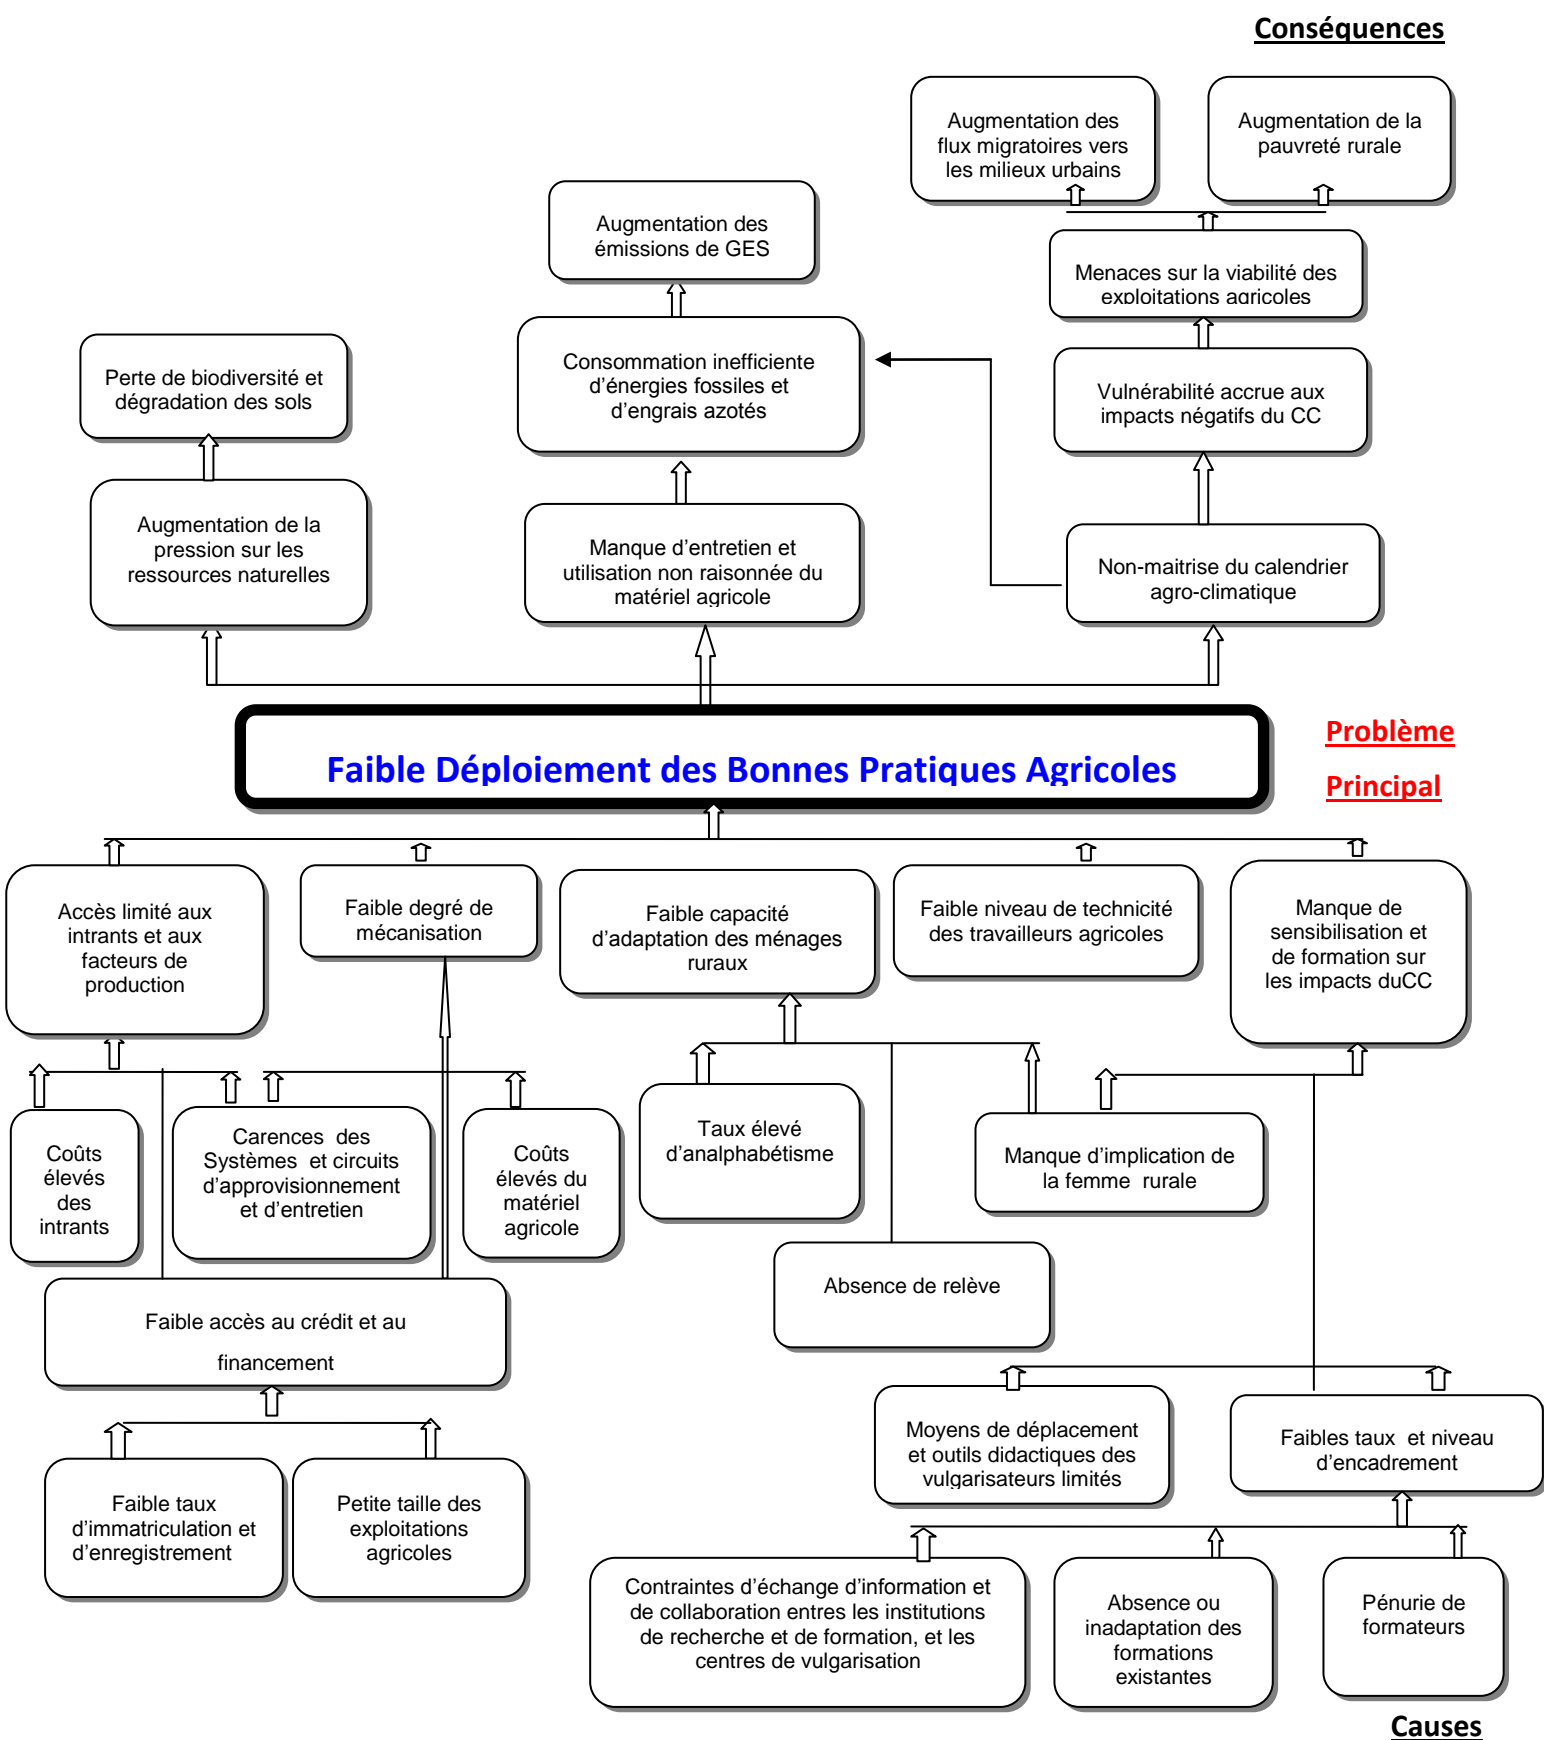 Conséquences
Augmentation des
flux migratoires vers
les milieux urbains
Augmentation de la
pauvreté rurale
Augmentation des
émissions de GES
Menaces sur la viabilité des
exploitations agricoles
Perte de biodiversité et
dégradation des sols
Consommation inefficiente
d’énergies fossiles et
d’engrais azotés
Vulnérabilité accrue aux
impacts négatifs du CC
Augmentation de la
pression sur les
ressources naturelles
Manque d’entretien et
utilisation non raisonnée du
matériel agricole
Non-maitrise du calendrier
agro-climatique
Faible Déploiement des Bonnes Pratiques Agricoles
Problème
Principal
Accès limité aux
intrants et aux
facteurs de
production
Faible degré de
mécanisation
Faible capacité
d’adaptation des ménages
ruraux
Faible niveau de technicité
des travailleurs agricoles
Manque de
sensibilisation et
de formation sur
les impacts duCC
Coûts
élevés
des
intrants
Carences  des
Systèmes  et circuits
d’approvisionnement
et d’entretien
Coûts
élevés du
matériel
agricole
Taux élevé
d’analphabétisme
Manque d’implication de
la femme  rurale
Absence de relève
Faible accès au crédit et au
financement
Moyens de déplacement
et outils didactiques des
vulgarisateurs limités
Faibles taux  et niveau
d’encadrement
Faible taux
d’immatriculation et
d’enregistrement
Petite taille des
exploitations
agricoles
Contraintes d’échange d’information et
de collaboration entres les institutions
de recherche et de formation, et les
centres de vulgarisation
Absence ou
inadaptation des
formations
existantes
Pénurie de
formateurs
Causes